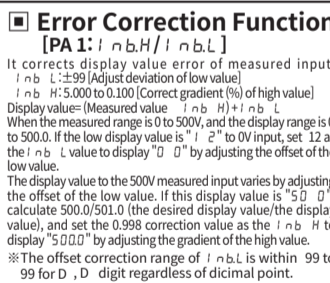 ▣ Error Correction Function
[PA 1: I nb.H / I nb.L ]
It corrects display value error of measured input
I nb L:±99 [Adjust deviation of low value]
I nb H: 5.000 to 0.100 [Correct gradient (%) of high value]
Display value= (Measured value I nb H)+I nb L
When the measured range is 0 to 500V, and the display range is
to 500.0. If the low display value is "1 2" to 0V input, set 12 a
the I nb L value to display "0 0" by adjusting the offset of th
low value.
The display value to the 500V measured input varies by adjusting
the offset of the low value. If this display value is "50 0"
calculate 500.0/501.0 (the desired display value/the displa
value), and set the 0.998 correction value as the I nb H t
display "500.0" by adjusting the gradient of the high value.
※The offset correction range of I nb.L is within 99 t
99 for D , D digit regardless of dicimal point.